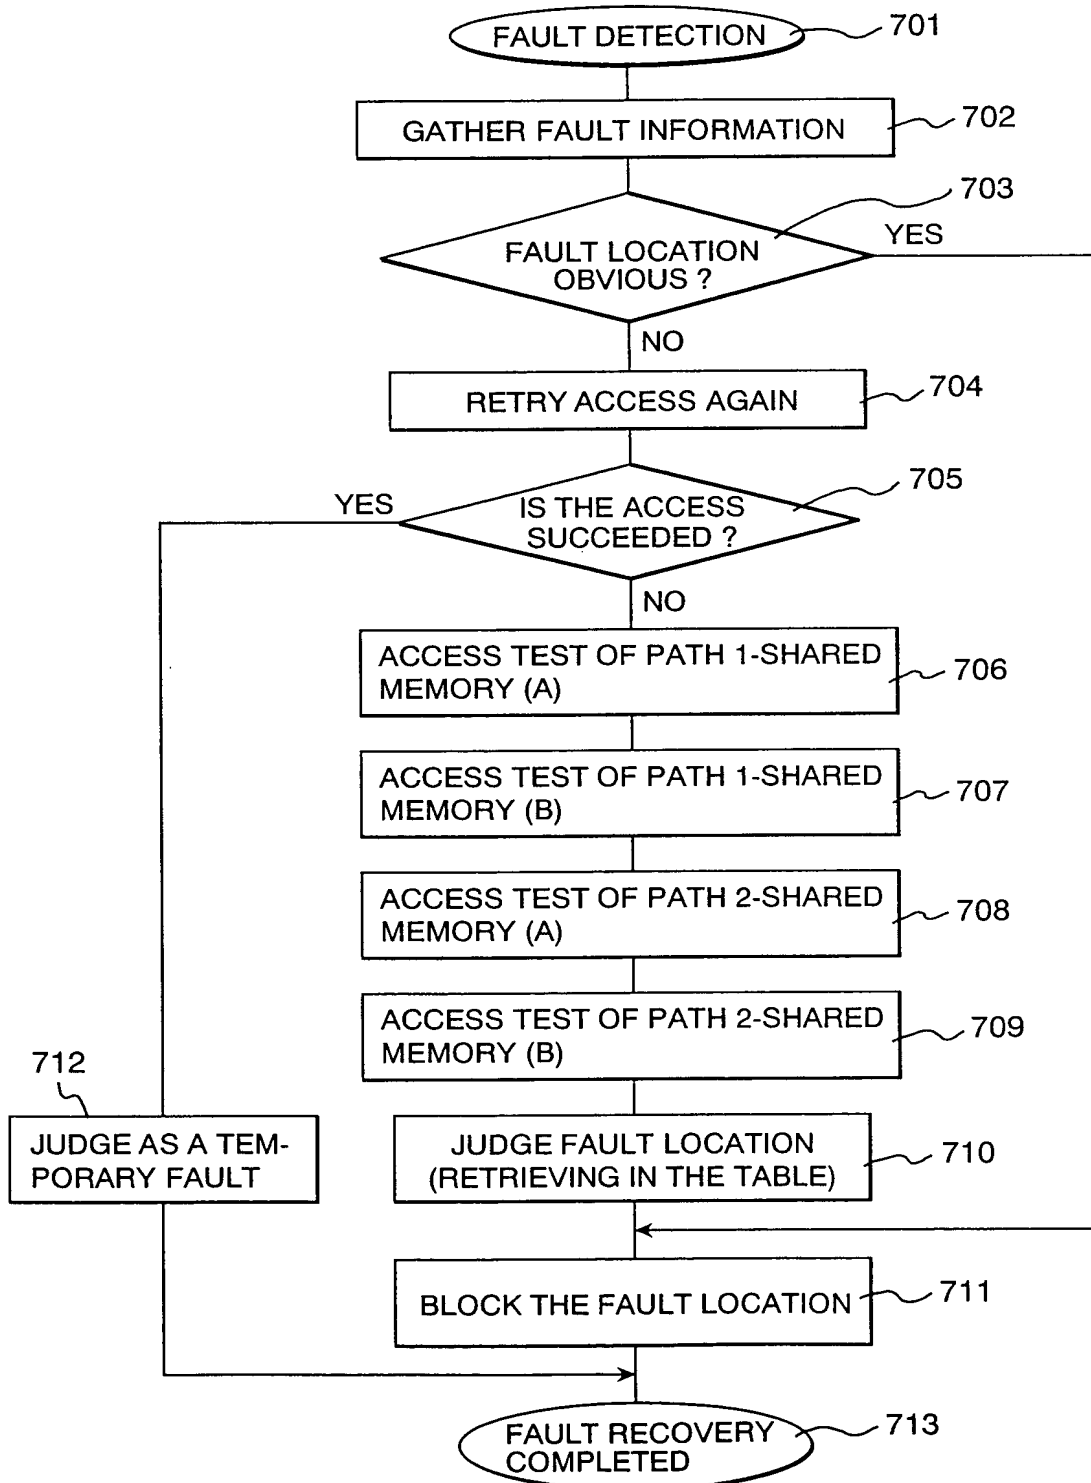 FAULT DETECTION
701
GATHER FAULT INFORMATION
702
703
FAULT LOCATION
OBVIOUS ?
YES
NO
RETRY ACCESS AGAIN
704
705
YES
IS THE ACCESS
SUCCEEDED ?
NO
ACCESS TEST OF PATH 1-SHARED
MEMORY (A)
706
ACCESS TEST OF PATH 1-SHARED
MEMORY (B)
707
ACCESS TEST OF PATH 2-SHARED
MEMORY (A)
708
ACCESS TEST OF PATH 2-SHARED
MEMORY (B)
709
712
JUDGE AS A TEM-
PORARY FAULT
JUDGE FAULT LOCATION
(RETRIEVING IN THE TABLE)
710
BLOCK THE FAULT LOCATION
711
FAULT RECOVERY
COMPLETED
713